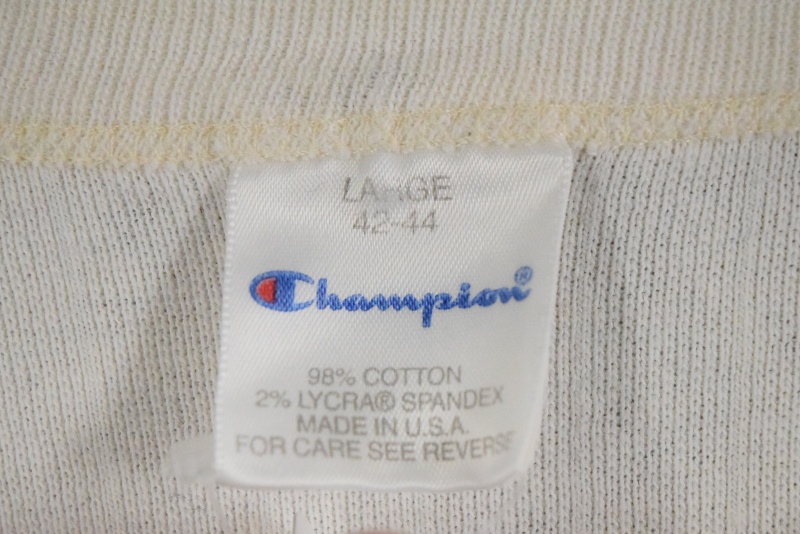 LARGE
42-44
Champion®
98% COTTON
2% LYCRA® SPANDEX
MADE IN U.S.A.
FOR CARE SEE REVERSE